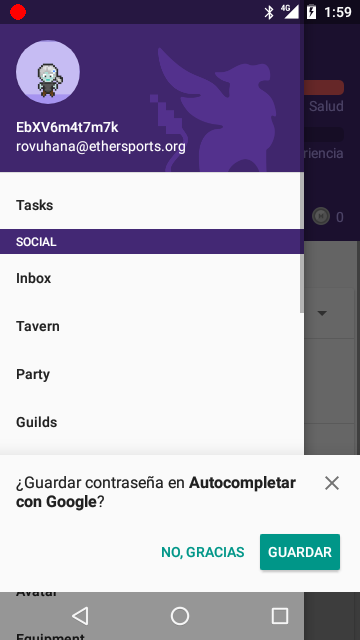 4G 1:59
EbXV6m4t7m7k
rovuhana@ethersports.org
Salud
riencia
0
Tasks
SOCIAL
Inbox
Tavern
Party
Guilds
¿Guardar contraseña en Autocompletar
con Google?
NO, GRACIAS GUARDAR
Avatar
Equipment